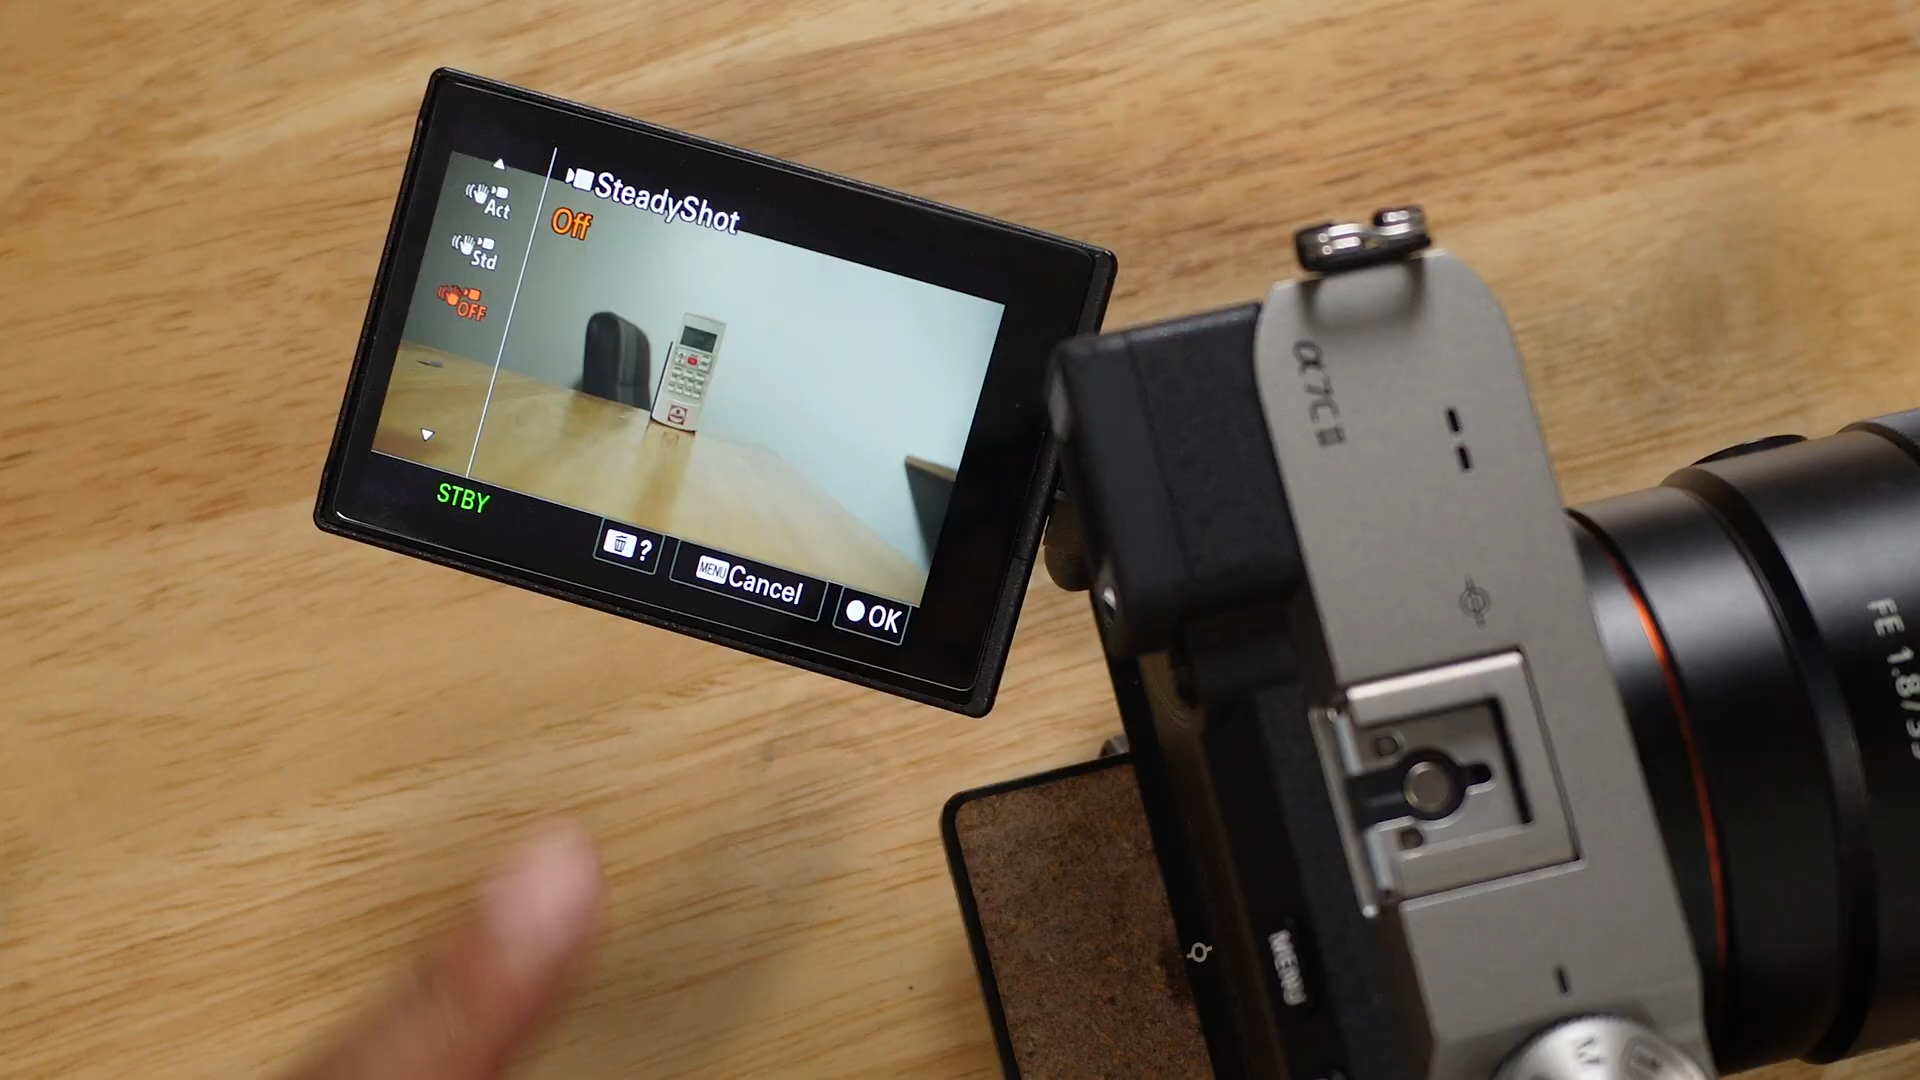 SteadyShot
Off
Act
Std
OFF
STBY
?
MENU Cancel
OK
α7CII
FE 1.8/
MENU